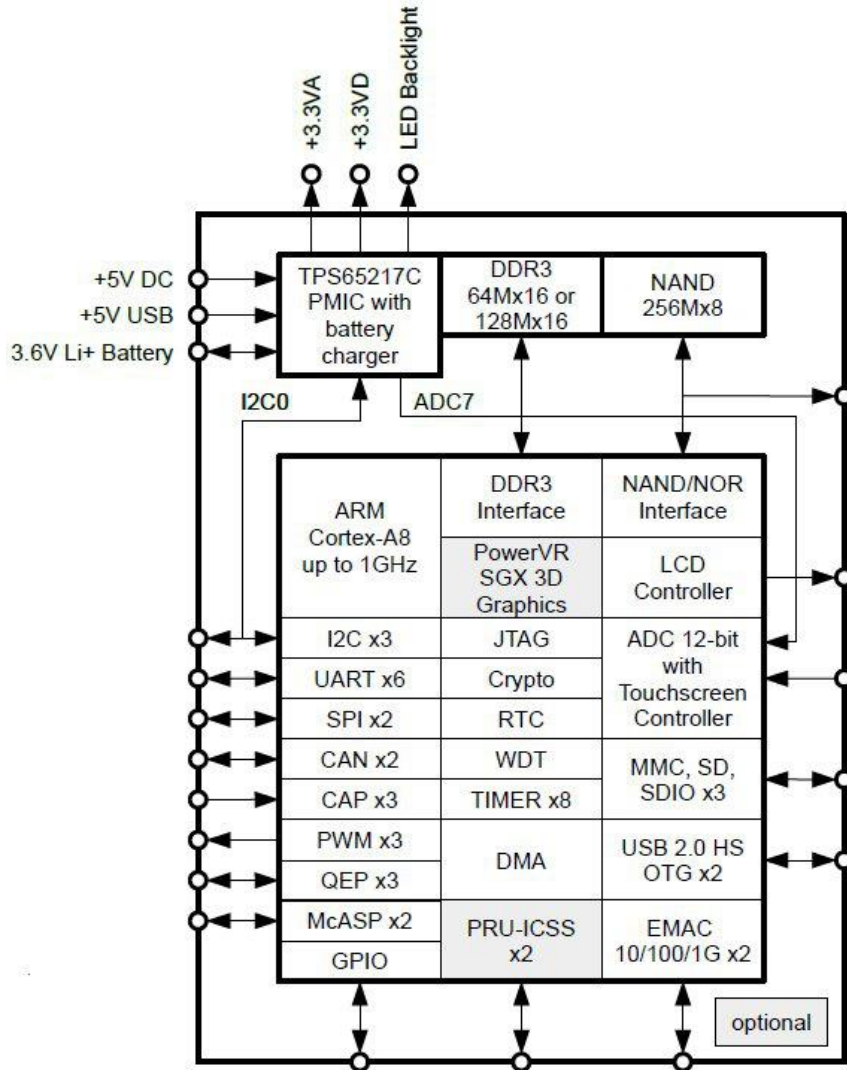 +3.3VA
+3.3VD
LED Backlight
+5V DC
+5V USB
3.6V Li+ Battery
TPS65217C
PMIC with
battery
charger
DDR3
64Mx16 or
128Mx16
NAND
256Mx8
I2C0
ADC7
ARM
Cortex-A8
up to 1GHz
DDR3
Interface
NAND/NOR
Interface
PowerVR
SGX 3D
Graphics
LCD
Controller
I2C x3
JTAG
ADC 12-bit
with
Touchscreen
Controller
UART x6
Crypto
SPI x2
RTC
CAN x2
WDT
MMC, SD,
SDIO x3
CAP x3
TIMER x8
PWM x3
DMA
USB 2.0 HS
OTG x2
QEP x3
McASP x2
PRU-ICSS
x2
EMAC
10/100/1G x2
GPIO
optional